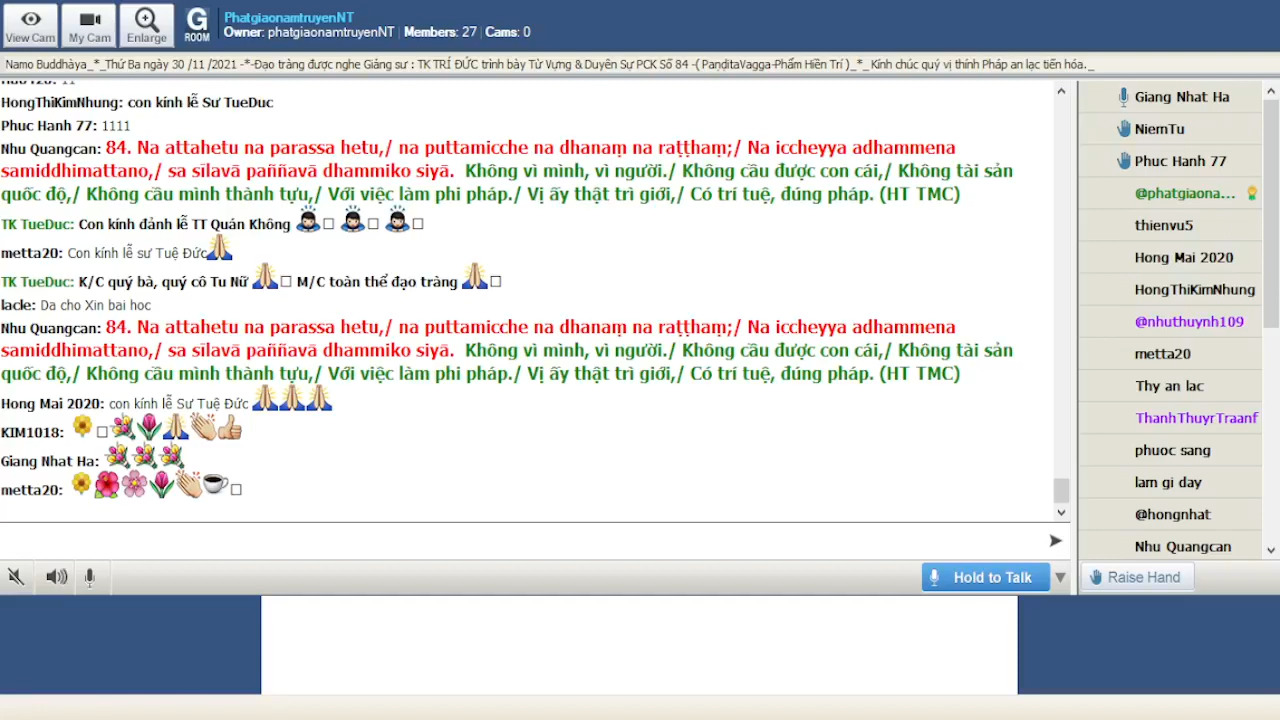 View Cam
My Cam
Enlarge
G
ROOM
PhatgiaonamtruyenNT
Owner: phatgiaonamtruyenNT | Members: 27 | Cams: 0
Namo Buddhàya_*_Thứ Ba ngày 30 /11 /2021 -*-Đạo tràng được nghe Giảng sư : TK TRÍ ĐỨC trình bày Từ Vựng & Duyên Sự PCK Số 84 -( PaṇḍitaVagga-Phẩm Hiền Trí )_*_ Kính chúc quý vị thính Pháp an lạc tiến hóa._
HongThiKimNhung: con kính lễ Sư TueDuc
Phuc Hanh 77: 1111
Nhu Quangcan: 84. Na attahetu na parassa hetu,/ na puttamicche na dhanaṃ na raṭṭhaṃ;/ Na iccheyya adhammena
samiddhimattano,/ sa sīlavā paññavā dhammiko siyā. Không vì mình, vì người./ Không cầu được con cái,/ Không tài sản
quốc độ,/ Không cầu mình thành tựu,/ Với việc làm phi pháp./ Vị ấy thật trì giới,/ Có trí tuệ, đúng pháp. (HT TMC)
TK TueDuc: Con kính đảnh lễ TT Quán Không
metta20: Con kính lễ sư Tuệ Đức
TK TueDuc: K/C quý bà, quý cô Tu Nữ M/C toàn thể đạo tràng
lacle: Da cho Xin bai hoc
Nhu Quangcan: 84. Na attahetu na parassa hetu,/ na puttamicche na dhanaṃ na raṭṭhaṃ;/ Na iccheyya adhammena
samiddhimattano,/ sa sīlavā paññavā dhammiko siyā. Không vì mình, vì người./ Không cầu được con cái,/ Không tài sản
quốc độ,/ Không cầu mình thành tựu,/ Với việc làm phi pháp./ Vị ấy thật trì giới,/ Có trí tuệ, đúng pháp. (HT TMC)
Hong Mai 2020: con kính lễ Sư Tuệ Đức
KIM1018:
Giang Nhat Ha:
metta20:
Hold to Talk
Giang Nhat Ha
NiemTu
Phuc Hanh 77
@phatgiaona...
thienvu5
Hong Mai 2020
HongThiKimNhung
@nhuthuynh109
metta20
Thy an lac
ThanhThuyrTraanf
phuoc sang
lam gi day
@hongnhat
Nhu Quangcan
Raise Hand